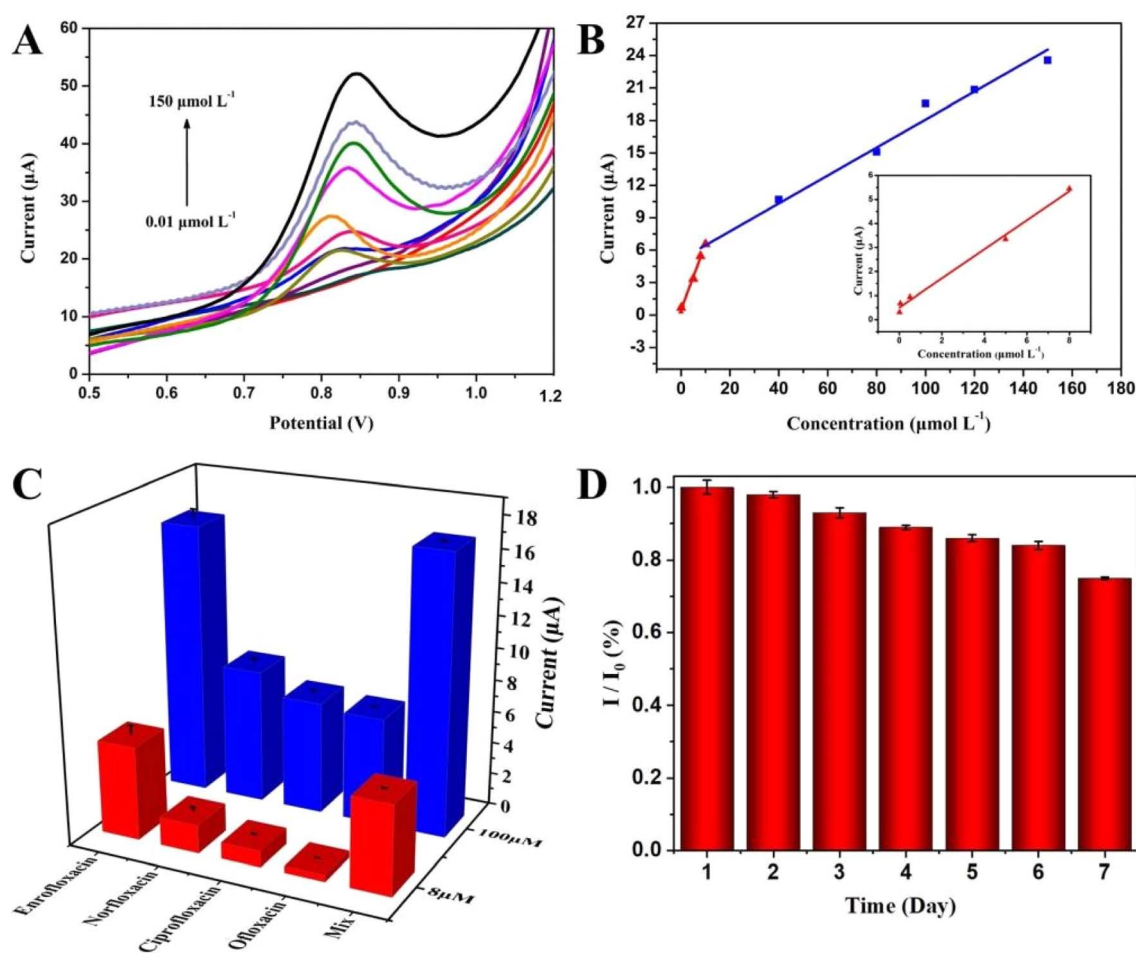 A
60
50
40
30
20
10
0
Current (µA)
150 µmol L⁻¹
0.01 µmol L⁻¹
0.5 0.6 0.7 0.8 0.9 1.0 1.1 1.2
Potential (V)
B
27
24
21
18
15
12
9
6
3
0
-3
Current (µA)
6
5
4
3
2
1
0
Current (µA)
0 2 4 6 8
Concentration (µmol L⁻¹)
0 20 40 60 80 100 120 140 160 180
Concentration (µmol L⁻¹)
C
18
16
14
12
10
8
6
4
2
0
Current (µA)
100µM
8µM
Enrofloxacin
Norfloxacin
Ciprofloxacin
Ofloxacin
Mix
D
1.0
0.8
0.6
0.4
0.2
0.0
I / I₀ (%)
1 2 3 4 5 6 7
Time (Day)